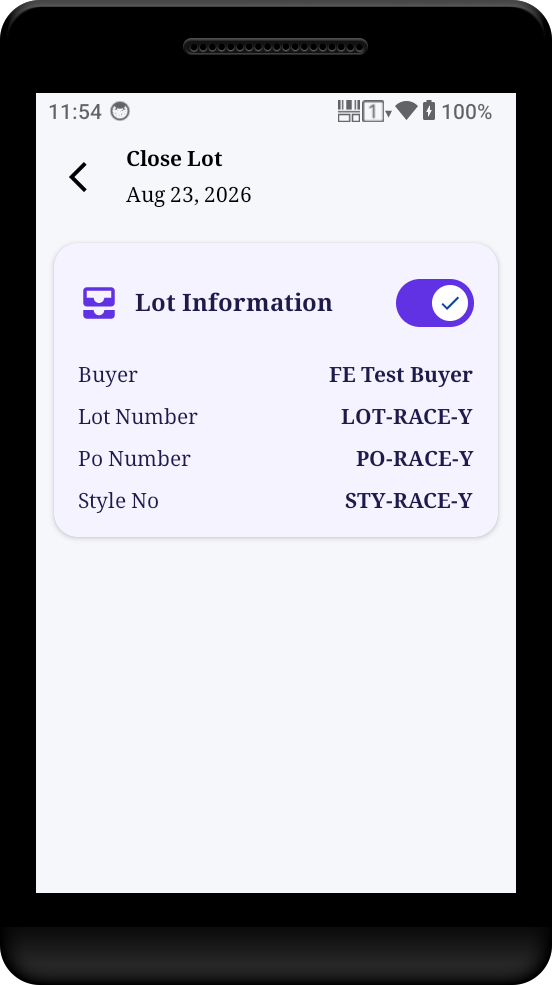 11:54 1 100%
Close Lot
Aug 23, 2026
Lot Information
Buyer FE Test Buyer
Lot Number LOT-RACE-Y
Po Number PO-RACE-Y
Style No STY-RACE-Y